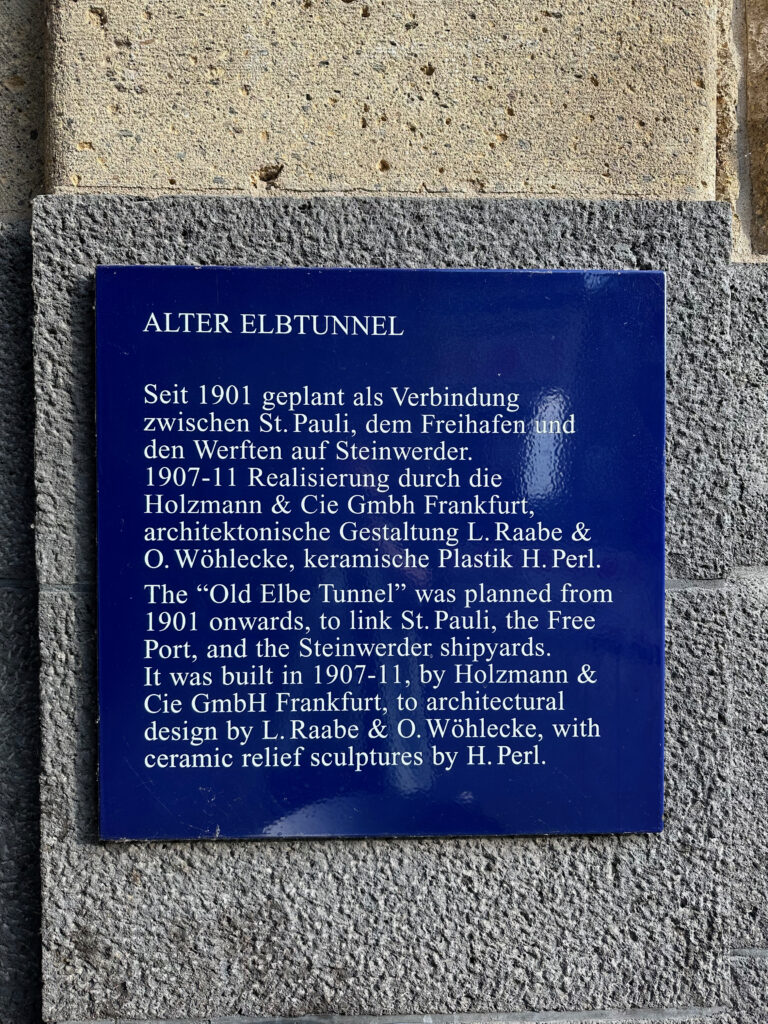 ALTER ELBTUNNEL
Seit 1901 geplant als Verbindung
zwischen St. Pauli, dem Freihafen und
den Werften auf Steinwerder.
1907-11 Realisierung durch die
Holzmann & Cie Gmbh Frankfurt,
architektonische Gestaltung L. Raabe &
O. Wöhlecke, keramische Plastik H. Perl.
The “Old Elbe Tunnel” was planned from
1901 onwards, to link St. Pauli, the Free
Port, and the Steinwerder shipyards.
It was built in 1907-11, by Holzmann &
Cie GmbH Frankfurt, to architectural
design by L. Raabe & O. Wöhlecke, with
ceramic relief sculptures by H. Perl.